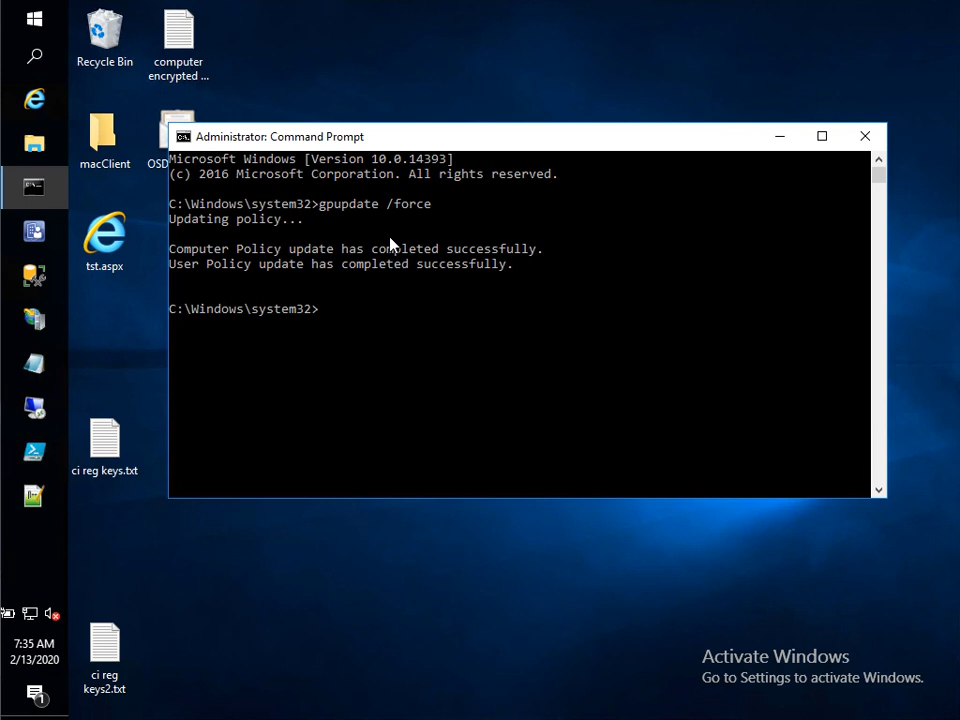 Recycle Bin
computer
encrypted ...
macClient
OSD
tst.aspx
ci reg keys.txt
ci reg
keys2.txt
Administrator: Command Prompt
Microsoft Windows [Version 10.0.14393]
(c) 2016 Microsoft Corporation. All rights reserved.
C:\Windows\system32>gpupdate /force
Updating policy...
Computer Policy update has completed successfully.
User Policy update has completed successfully.
C:\Windows\system32>
7:35 AM
2/13/2020
1
Activate Windows
Go to Settings to activate Windows.